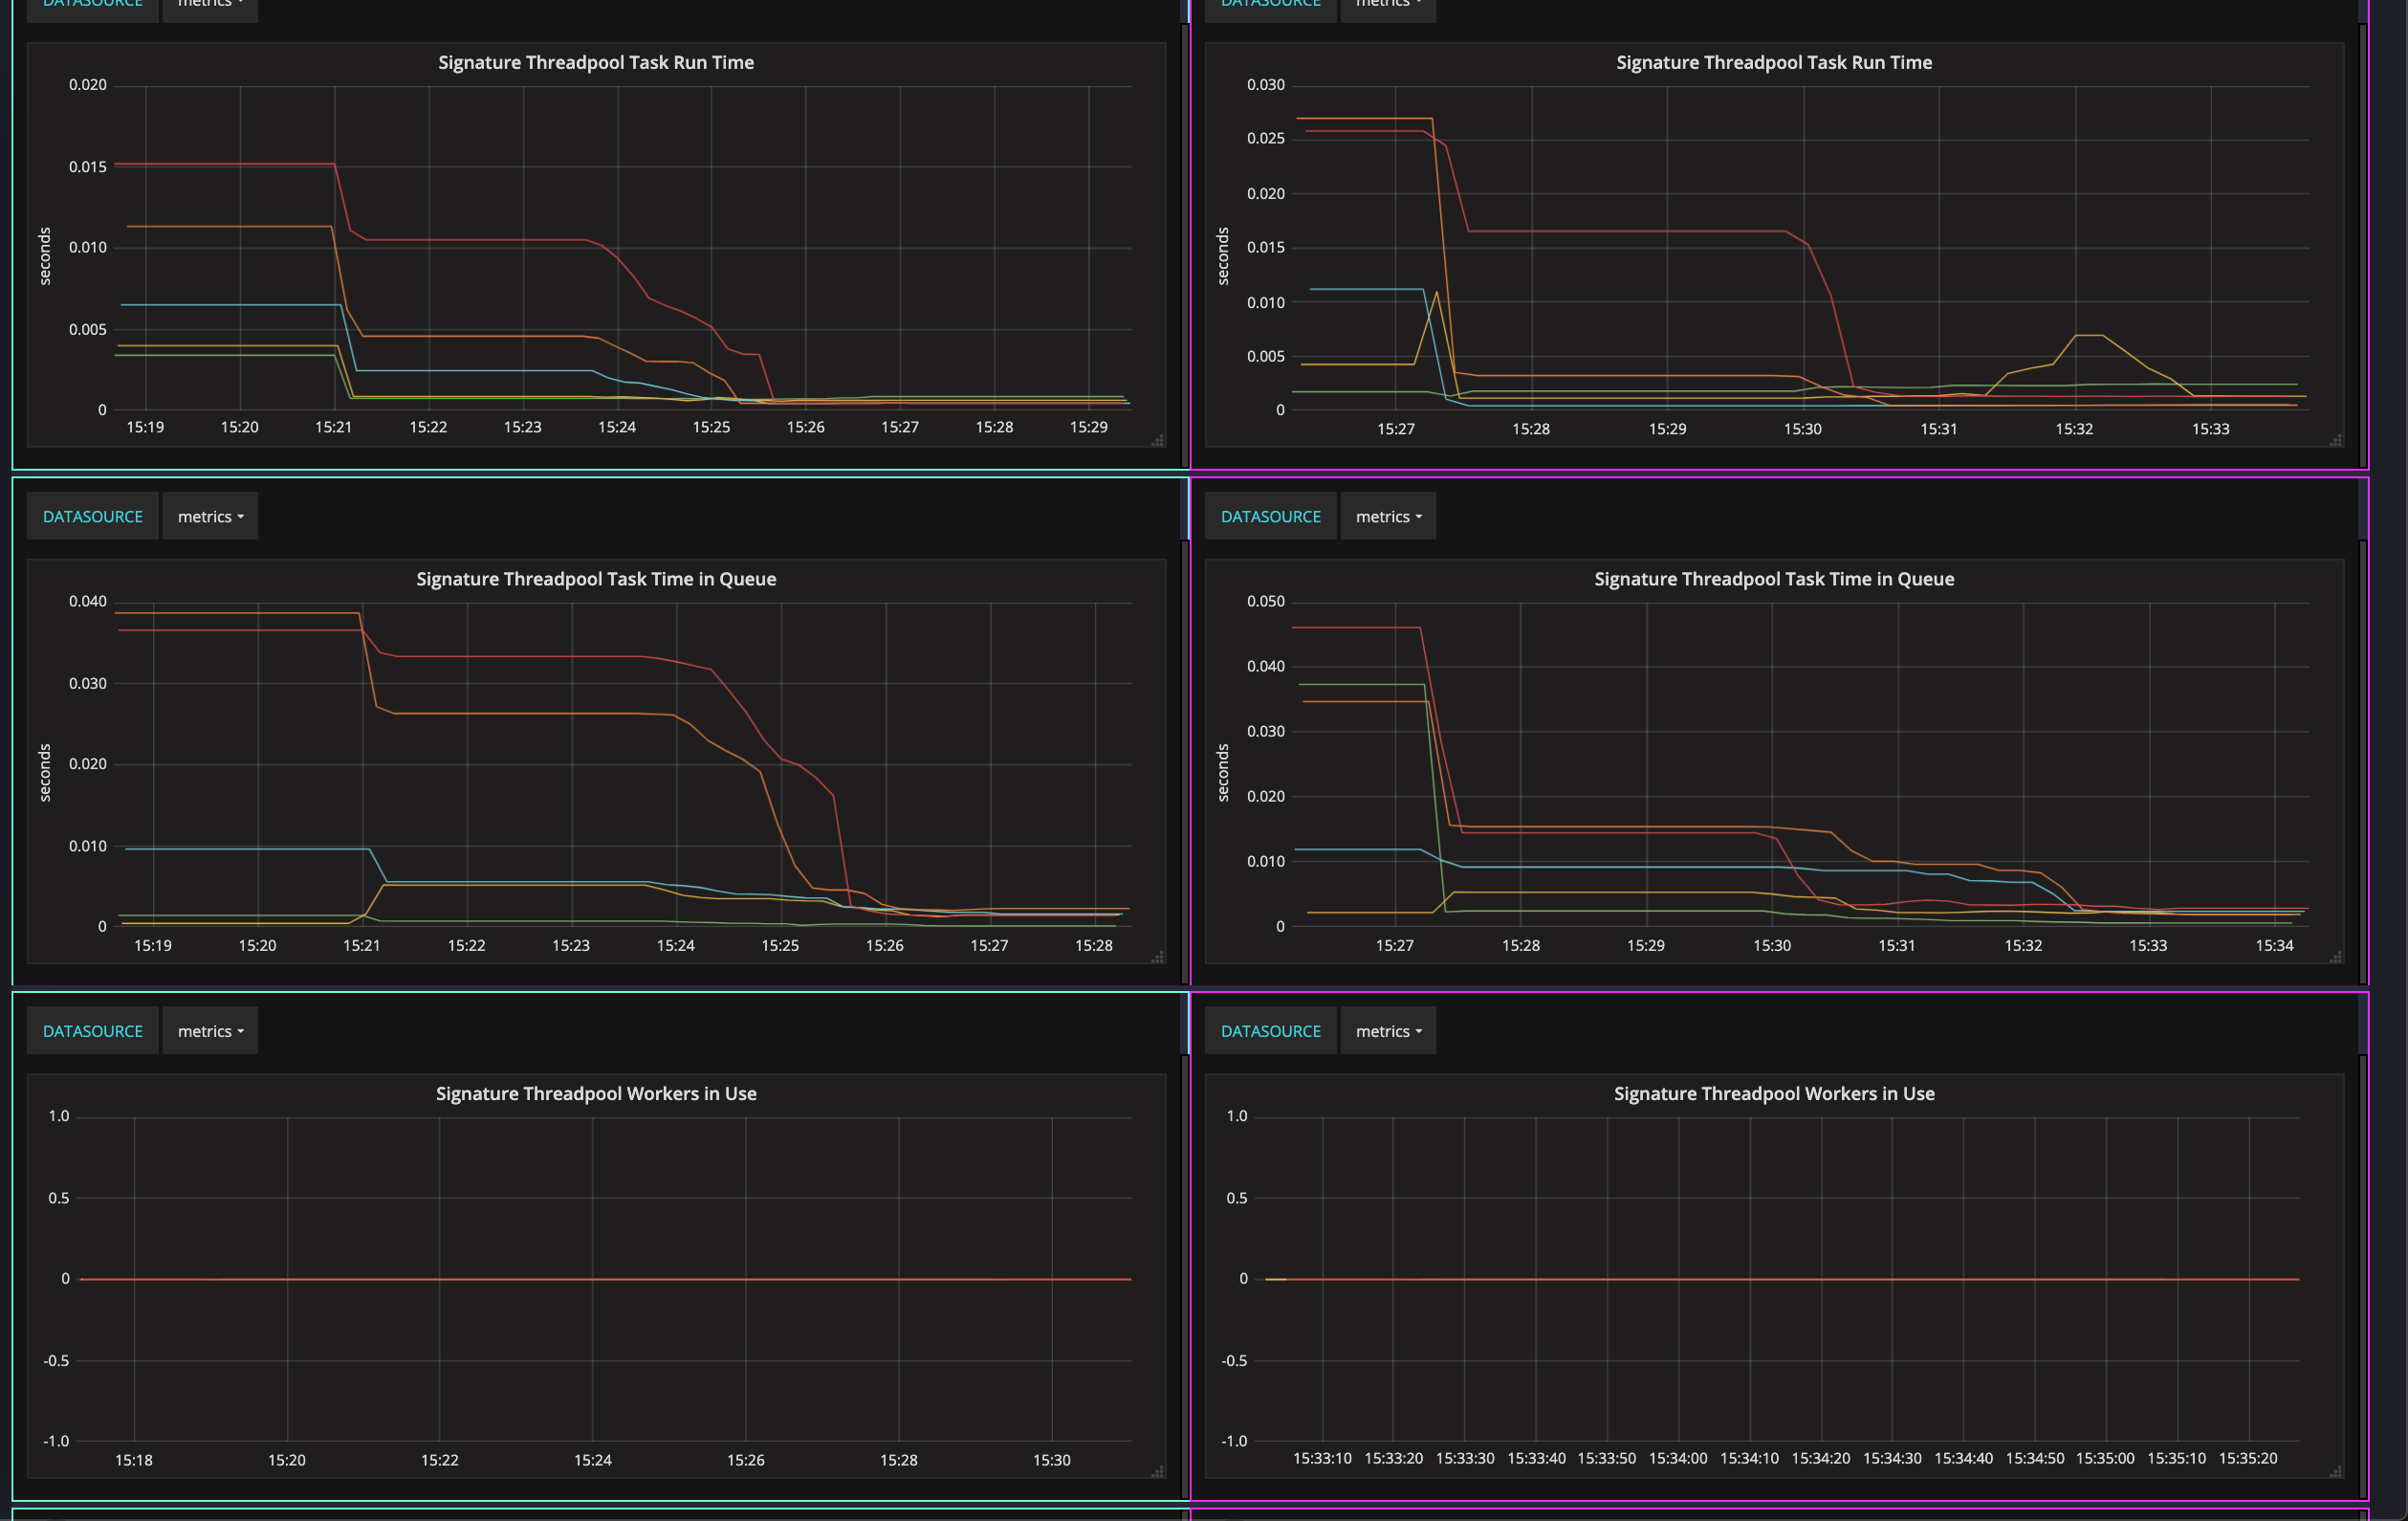 DATASOURCE metrics
DATASOURCE metrics
Signature Threadpool Task Run Time
0.020
0.015
0.010
0.005
0
seconds
15:19 15:20 15:21 15:22 15:23 15:24 15:25 15:26 15:27 15:28 15:29
Signature Threadpool Task Run Time
0.030
0.025
0.020
0.015
0.010
0.005
0
seconds
15:27 15:28 15:29 15:30 15:31 15:32 15:33
DATASOURCE metrics
Signature Threadpool Task Time in Queue
0.040
0.030
0.020
0.010
0
seconds
15:19 15:20 15:21 15:22 15:23 15:24 15:25 15:26 15:27 15:28
DATASOURCE metrics
Signature Threadpool Task Time in Queue
0.050
0.040
0.030
0.020
0.010
0
seconds
15:27 15:28 15:29 15:30 15:31 15:32 15:33 15:34
DATASOURCE metrics
Signature Threadpool Workers in Use
1.0
0.5
0
-0.5
-1.0
15:18 15:20 15:22 15:24 15:26 15:28 15:30
DATASOURCE metrics
Signature Threadpool Workers in Use
1.0
0.5
0
-0.5
-1.0
15:33:10 15:33:20 15:33:30 15:33:40 15:33:50 15:34:00 15:34:10 15:34:20 15:34:30 15:34:40 15:34:50 15:35:00 15:35:10 15:35:20